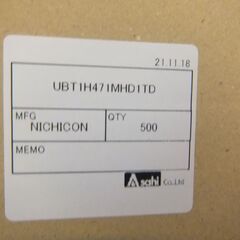 21.11.18
UBT1H471MHD1TD
MFG QTY
NICHICON 500
MEMO
Asahi Co.,Ltd